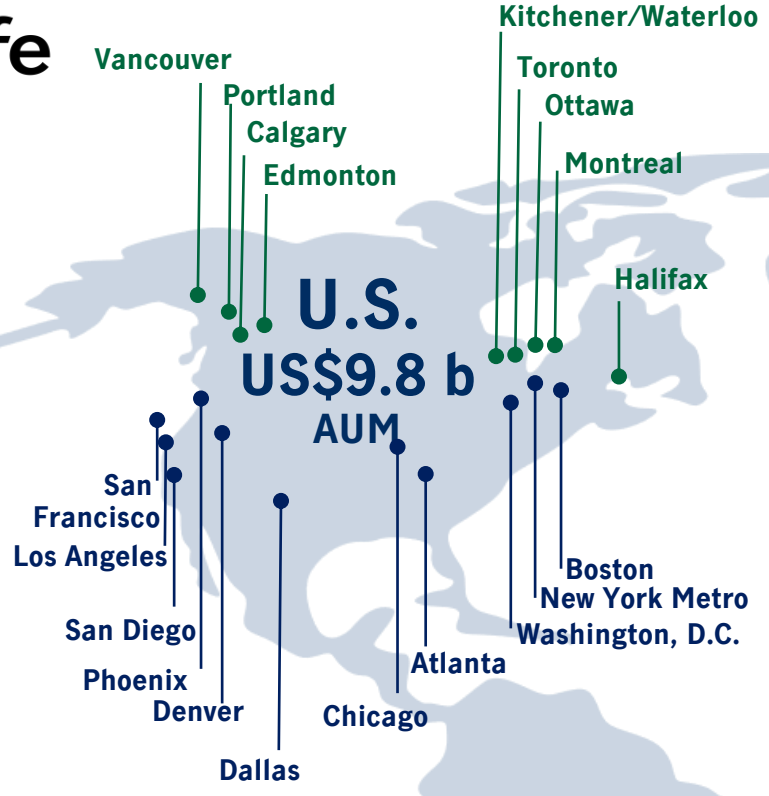 fe
Kitchener/Waterloo
Vancouver
Toronto
Portland
Ottawa
Calgary
Montreal
Edmonton
Halifax
U.S.
US$9.8 b
AUM
San
Francisco
Los Angeles
Boston
New York Metro
San Diego
Washington, D.C.
Atlanta
Phoenix
Denver
Chicago
Dallas